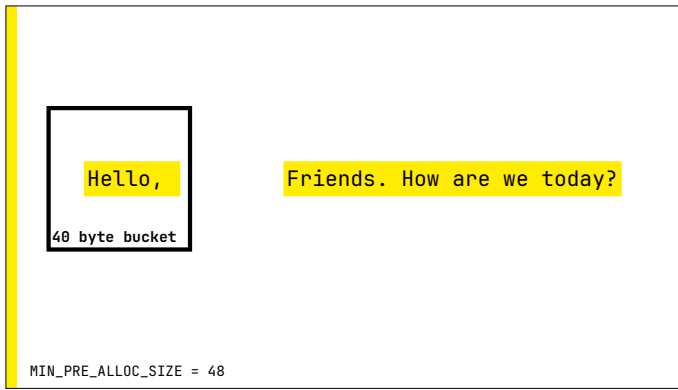 Hello, Friends. How are we today?
40 byte bucket
MIN_PRE_ALLOC_SIZE = 48